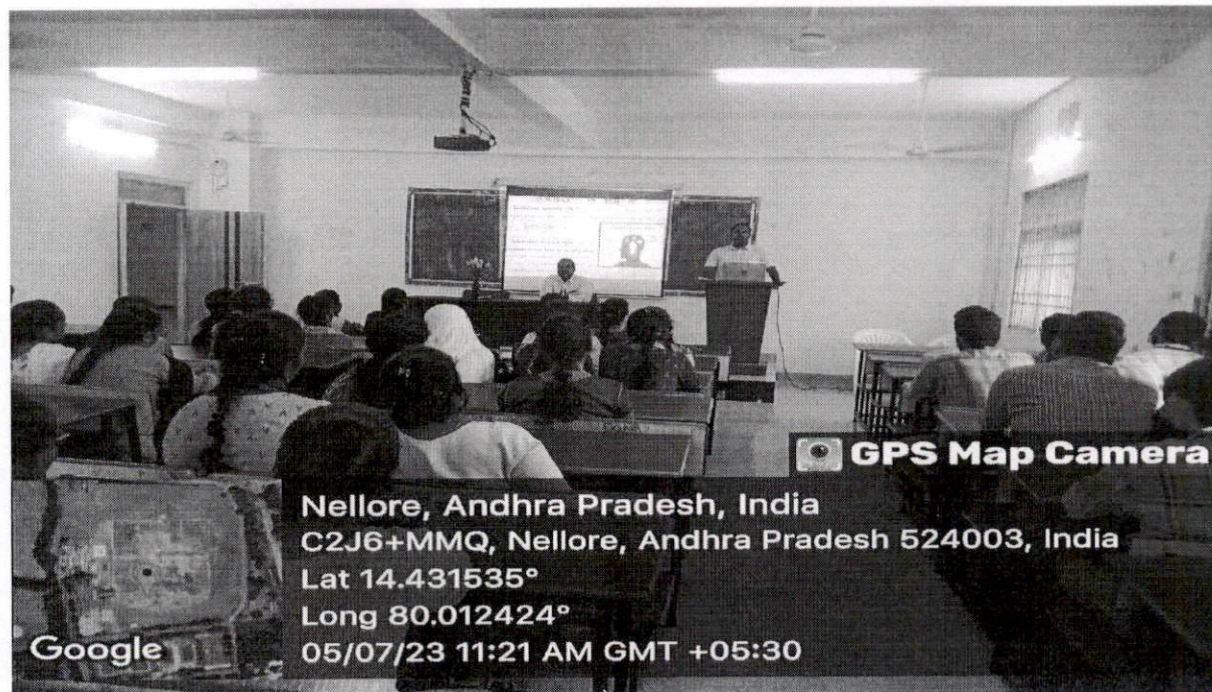 GPS Map Camera
Nellore, Andhra Pradesh, India
C2J6+MMQ, Nellore, Andhra Pradesh 524003, India
Lat 14.431535°
Long 80.012424°
05/07/23 11:21 AM GMT +05:30
Google